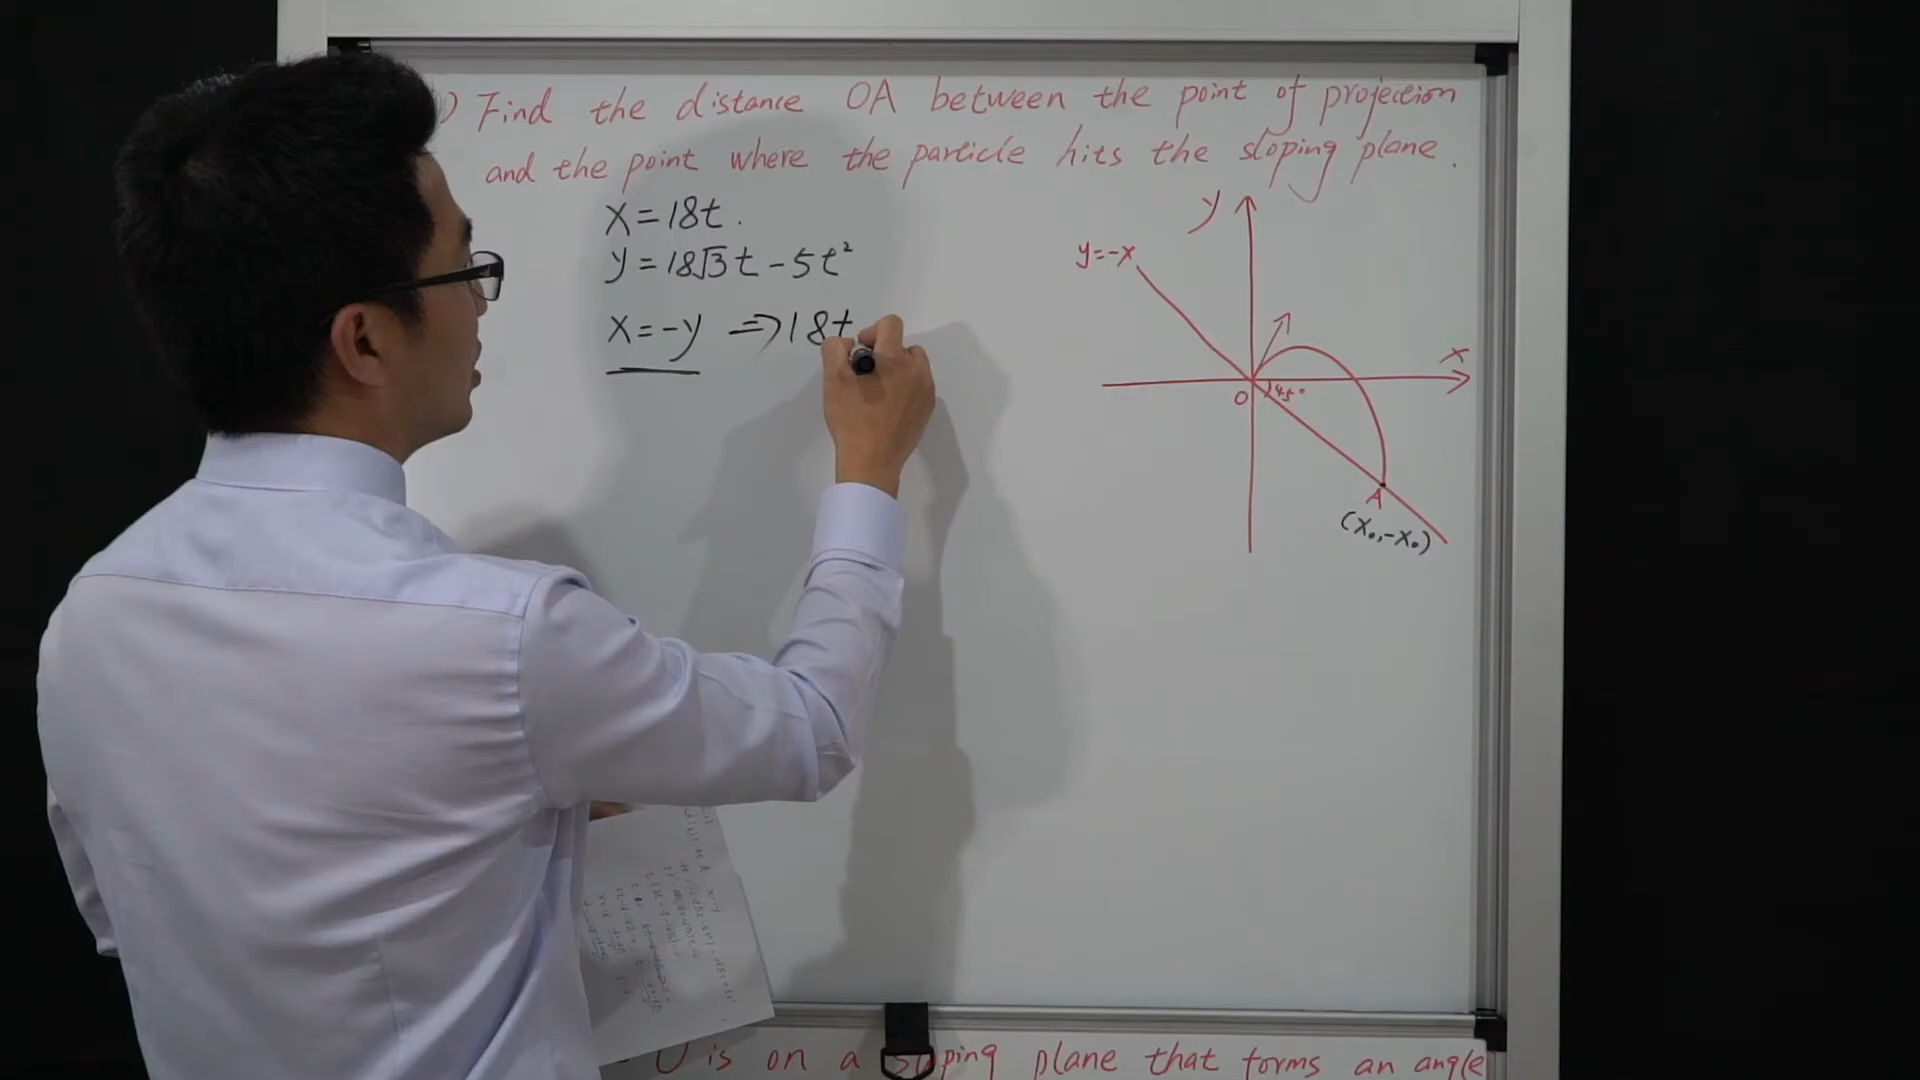 ) Find the distance OA between the point of projection
and the point where the particle hits the sloping plane.
x = 18t.
y = 18√3 t - 5t²
x = -y ⇒ 18t
y
y=-x
x
O
45°
A
(x₀, -x₀)
is on a sloping plane that forms an angle